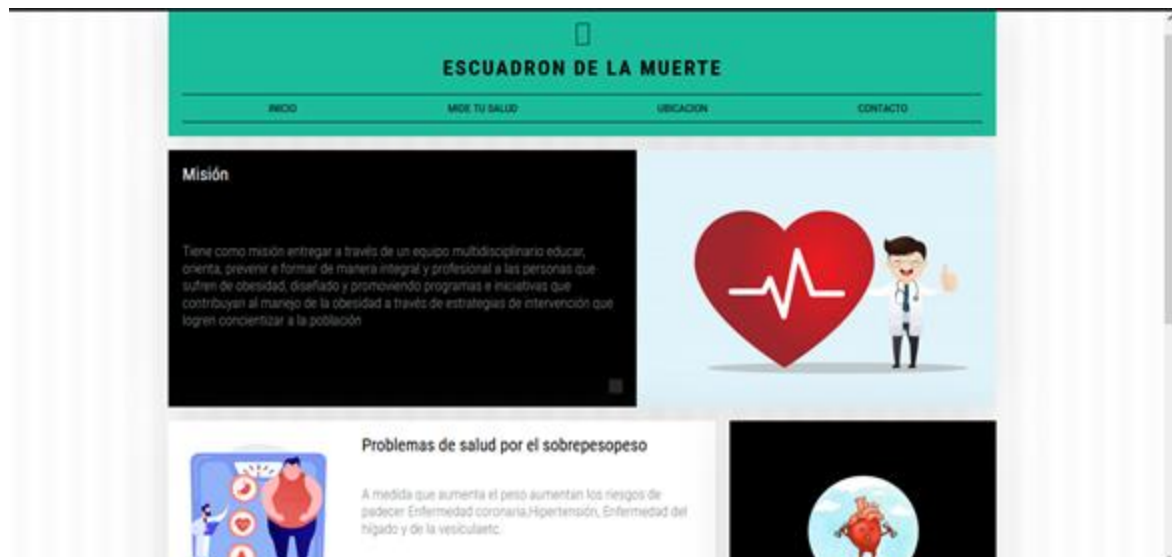 ESCUADRON DE LA MUERTE
INICIO
MIDE TU SALUD
UBICACION
CONTACTO
Misión
Tiene como misión entregar a través de un equipo multidisciplinario educar,
orienta, prevenir e formar de manera integral y profesional a las personas que
sufren de obesidad, diseñado y promoviendo programas e iniciativas que
contribuyan al manejo de la obesidad a través de estrategias de intervención que
logren concientizar a la población
Problemas de salud por el sobrepesopeso
A medida que aumenta el peso aumentan los riesgos de
padecer Enfermedad coronaria,Hipertensión, Enfermedad del
hígado y de la vesiculaetc.